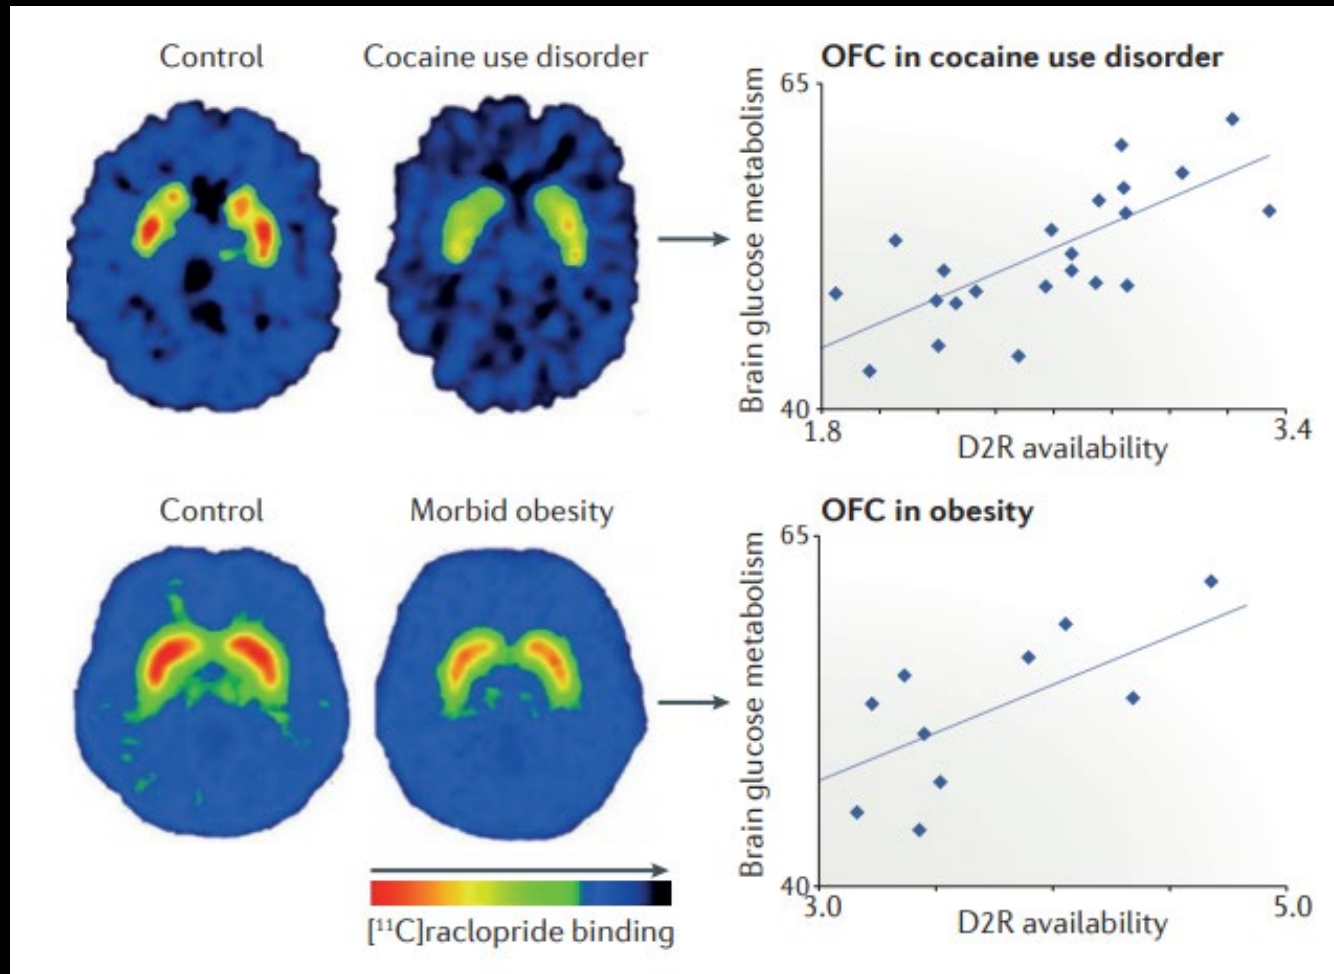 Control
Cocaine use disorder
OFC in cocaine use disorder
Brain glucose metabolism
65
40
1.8
3.4
D2R availability
Control
Morbid obesity
OFC in obesity
Brain glucose metabolism
65
40
3.0
5.0
D2R availability
[¹¹C]raclopride binding